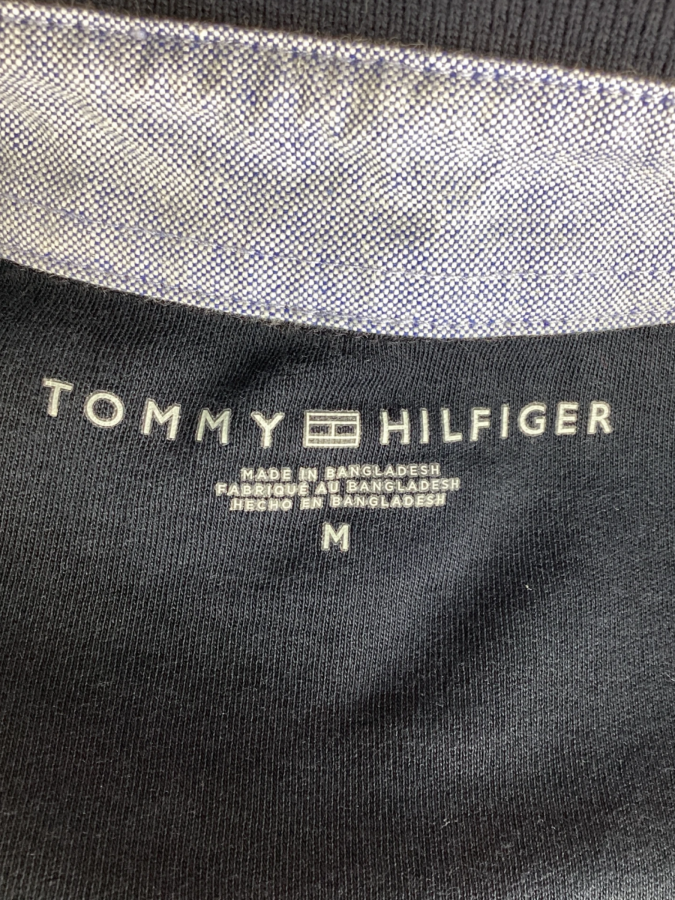 TOMMY HILFIGER
MADE IN BANGLADESH
FABRIQUÉ AU BANGLADESH
HECHO EN BANGLADESH
M